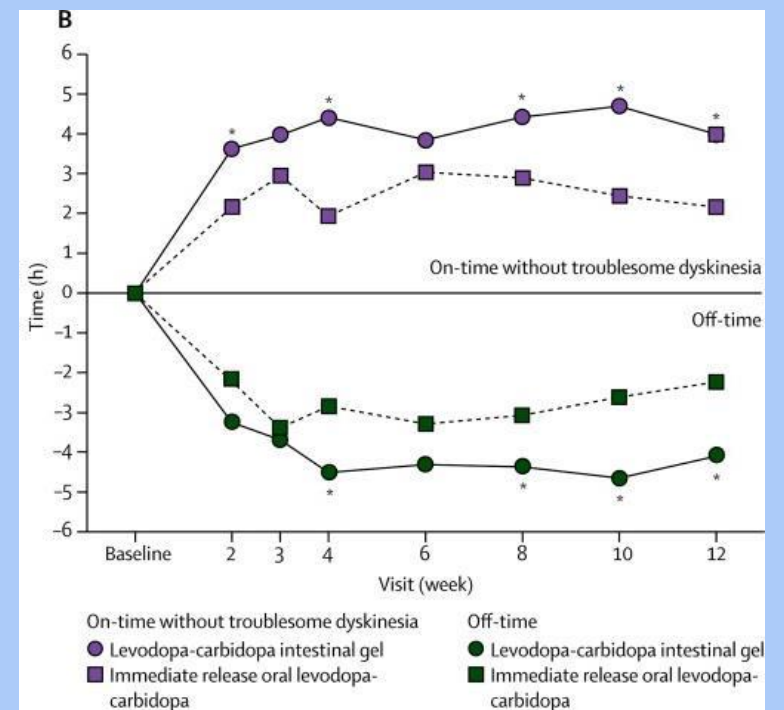 B
6
5
4
3
2
1
0
–1
–2
–3
–4
–5
–6
Time (h)
* * * * *
On-time without troublesome dyskinesia
Off-time
* * * *
Baseline 2 3 4 6 8 10 12
Visit (week)
On-time without troublesome dyskinesia
Levodopa-carbidopa intestinal gel
Immediate release oral levodopa-
carbidopa
Off-time
Levodopa-carbidopa intestinal gel
Immediate release oral levodopa-
carbidopa